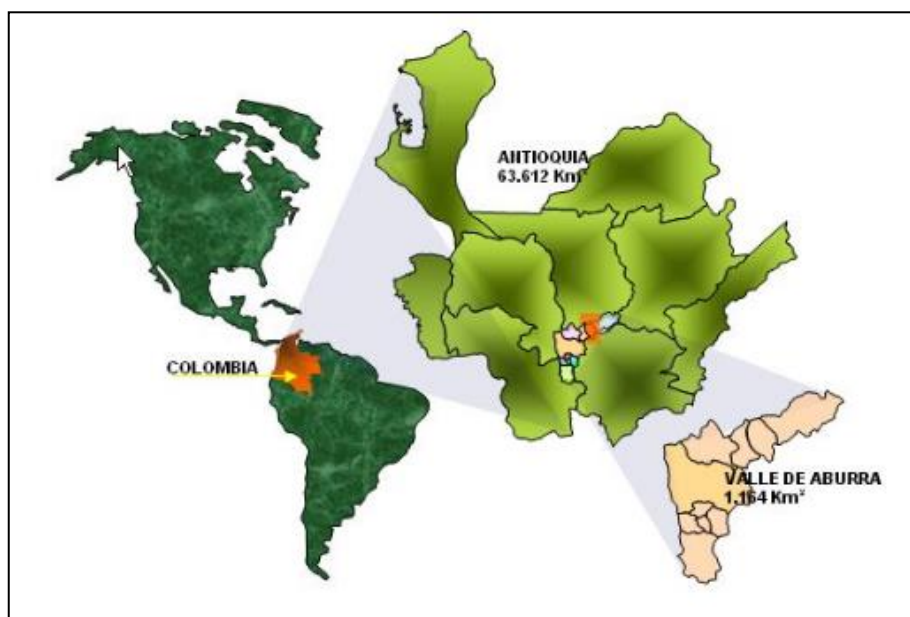 ANTIOQUIA
63.612 Km²
COLOMBIA
VALLE DE ABURRA
1.164 Km²